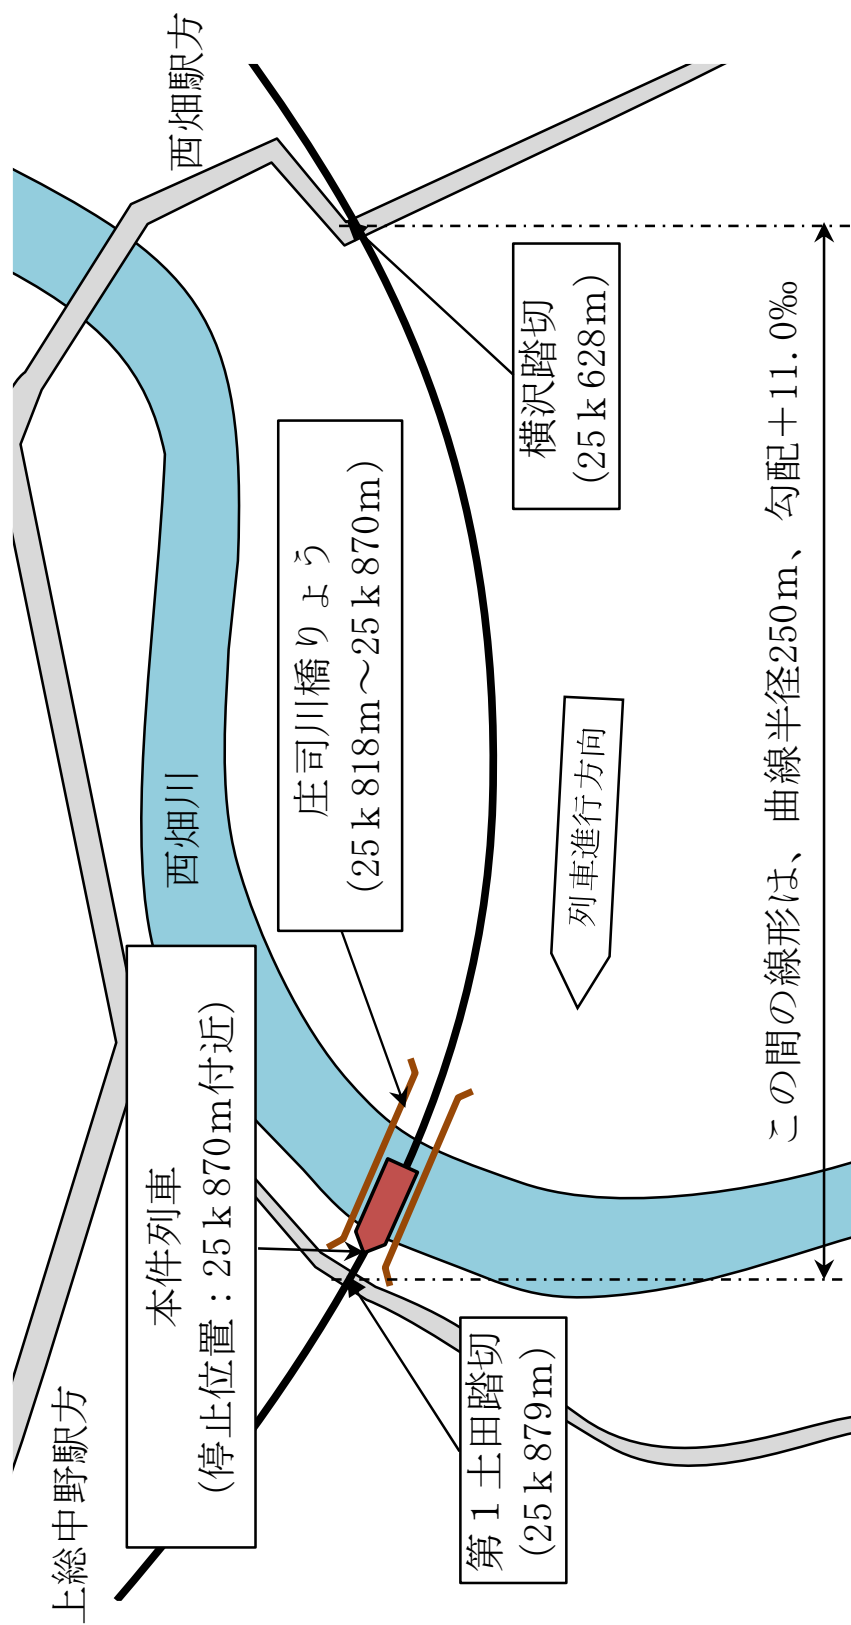 上総中野駅方
西畑駅方
本件列車
(停止位置：25ｋ870ｍ付近)
西畑川
庄司川橋りょう
(25ｋ818ｍ～25ｋ870ｍ)
第１土田踏切
(25ｋ879ｍ)
横沢踏切
(25ｋ628ｍ)
列車進行方向
この間の線形は、曲線半径250ｍ、勾配＋11.0‰